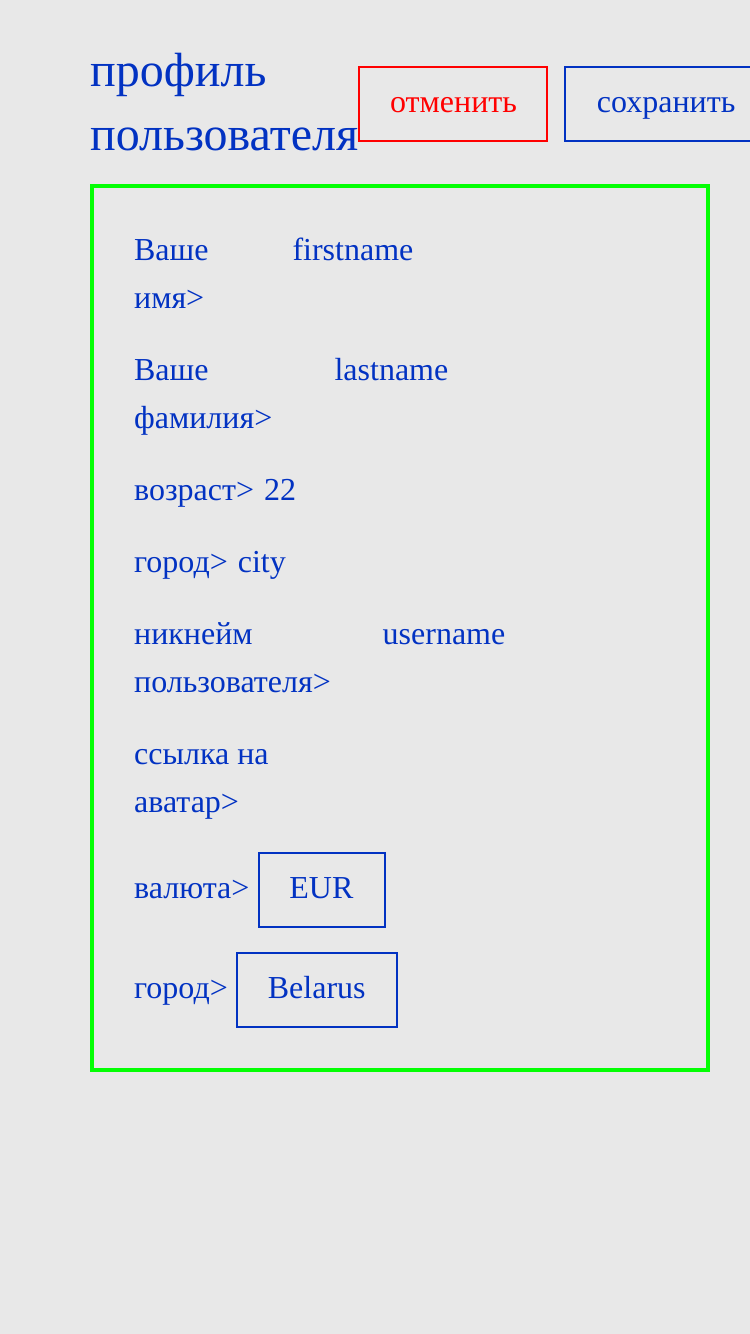 профиль
пользователя
отменить
сохранить
Ваше firstname
имя>
Ваше lastname
фамилия>
возраст> 22
город> city
никнейм username
пользователя>
ссылка на
аватар>
валюта> EUR
город> Belarus